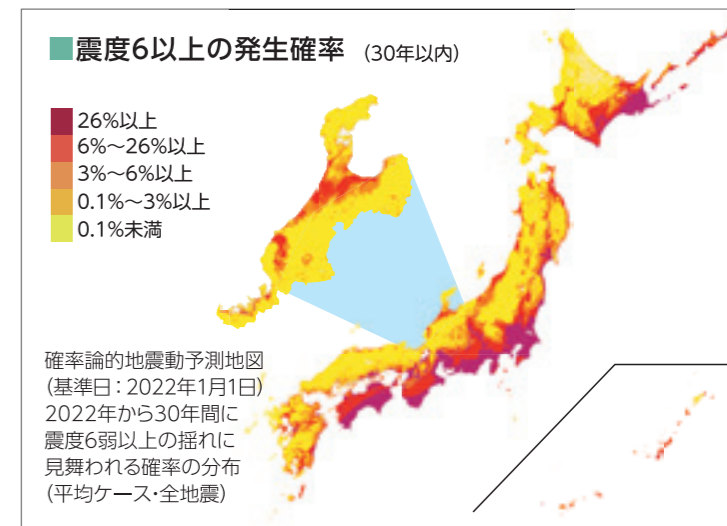 震度6以上の発生確率 （30年以内）
26%以上
6%～26%以上
3%～6%以上
0.1%～3%以上
0.1%未満
確率論的地震動予測地図
(基準日：2022年1月1日)
2022年から30年間に
震度6弱以上の揺れに
見舞われる確率の分布
(平均ケース・全地震)